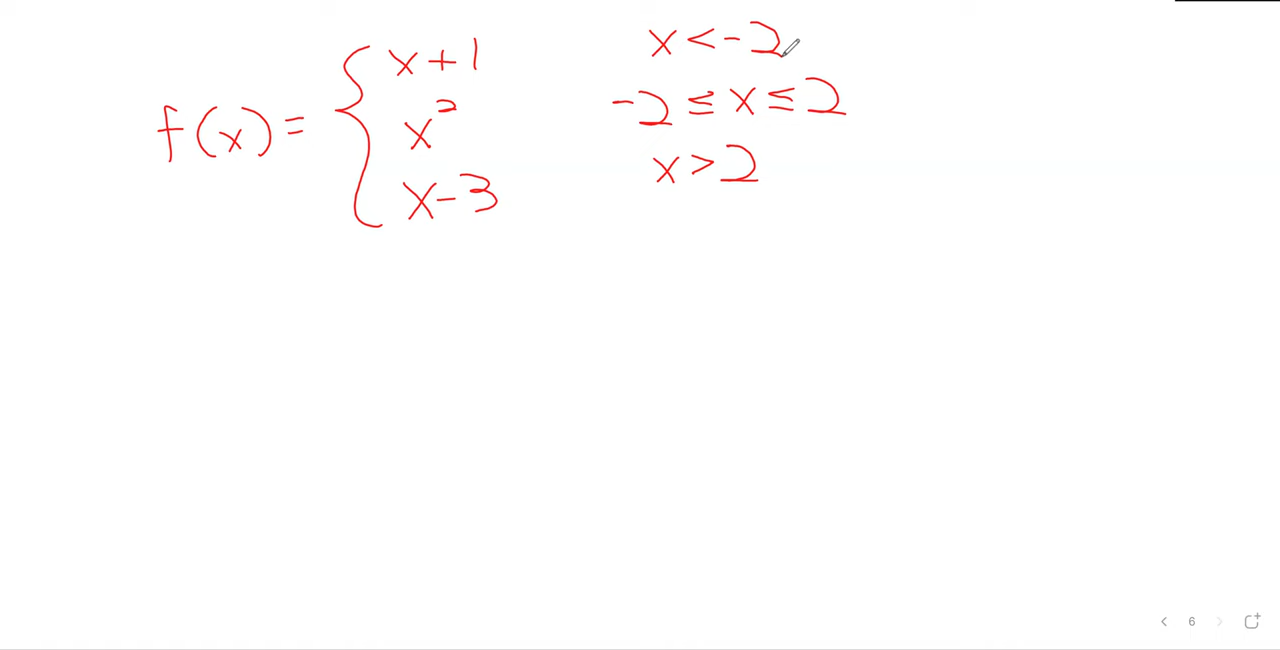 f(x) = { x + 1    x < -2
x²    -2 ≤ x ≤ 2
x - 3    x > 2
6